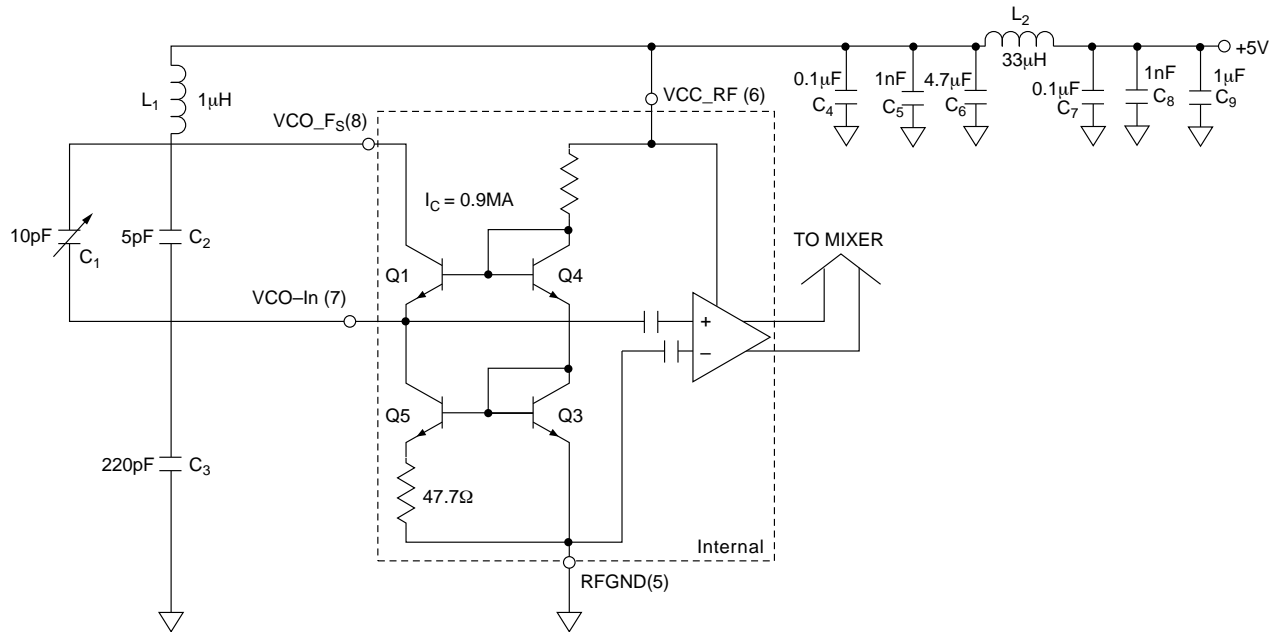 L2
+5V
33μH
0.1μF
C4
1nF
C5
4.7μF
C6
0.1μF
C7
1nF
C8
1μF
C9
L1
1μH
VCC_RF (6)
VCO_FS(8)
IC = 0.9MA
10pF
C1
5pF
C2
TO MIXER
Q1
Q4
VCO–In (7)
+
–
Q5
Q3
220pF
C3
47.7Ω
Internal
RFGND(5)